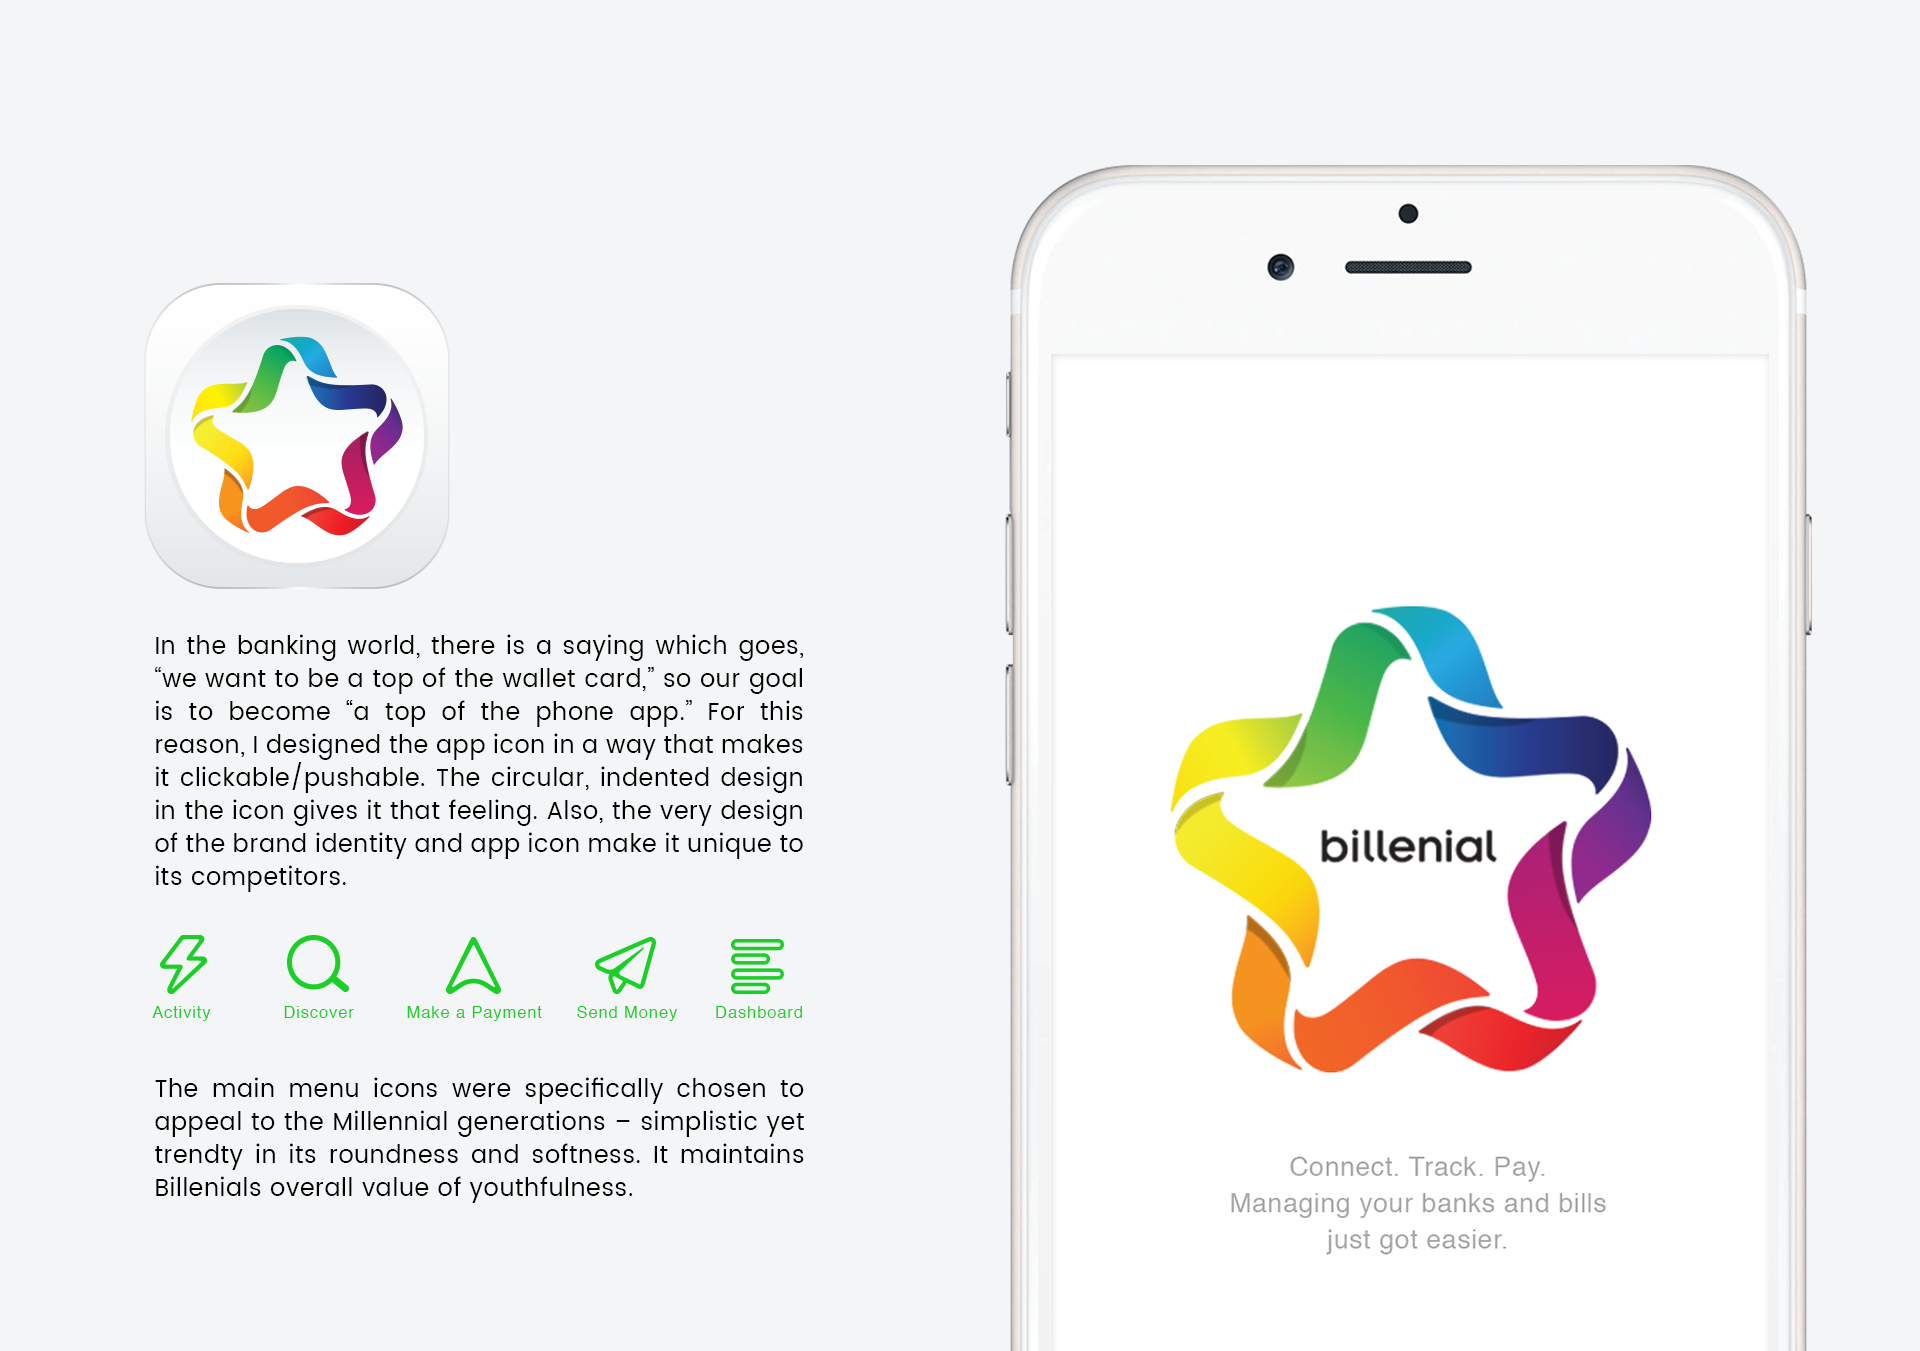 In the banking world, there is a saying which goes,
“we want to be a top of the wallet card,” so our goal
is to become “a top of the phone app.” For this
reason, I designed the app icon in a way that makes
it clickable/pushable. The circular, indented design
in the icon gives it that feeling. Also, the very design
of the brand identity and app icon make it unique to
its competitors.
Activity Discover Make a Payment Send Money Dashboard
The main menu icons were specifically chosen to
appeal to the Millennial generations – simplistic yet
trendty in its roundness and softness. It maintains
Billenials overall value of youthfulness.
billenial
Connect. Track. Pay.
Managing your banks and bills
just got easier.